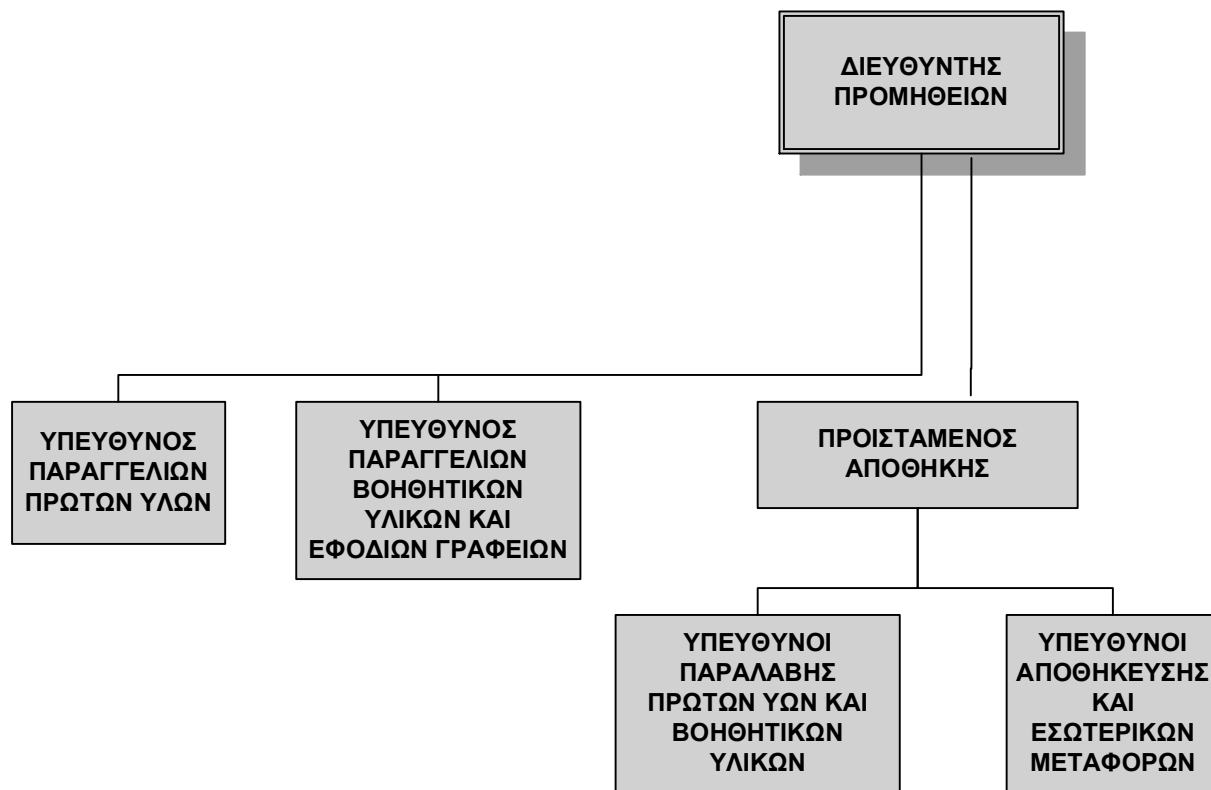 ΔΙΕΥΘΥΝΤΗΣ
ΠΡΟΜΗΘΕΙΩΝ
ΥΠΕΥΘΥΝΟΣ
ΠΑΡΑΓΓΕΛΙΩΝ
ΠΡΩΤΩΝ ΥΛΩΝ
ΥΠΕΥΘΥΝΟΣ
ΠΑΡΑΓΓΕΛΙΩΝ
ΒΟΗΘΗΤΙΚΩΝ
ΥΛΙΚΩΝ ΚΑΙ
ΕΦΟΔΙΩΝ ΓΡΑΦΕΙΩΝ
ΠΡΟΙΣΤΑΜΕΝΟΣ
ΑΠΟΘΗΚΗΣ
ΥΠΕΥΘΥΝΟΙ
ΠΑΡΑΛΑΒΗΣ
ΠΡΩΤΩΝ ΥΩΝ ΚΑΙ
ΒΟΗΘΗΤΙΚΩΝ
ΥΛΙΚΩΝ
ΥΠΕΥΘΥΝΟΙ
ΑΠΟΘΗΚΕΥΣΗΣ
ΚΑΙ
ΕΣΩΤΕΡΙΚΩΝ
ΜΕΤΑΦΟΡΩΝ